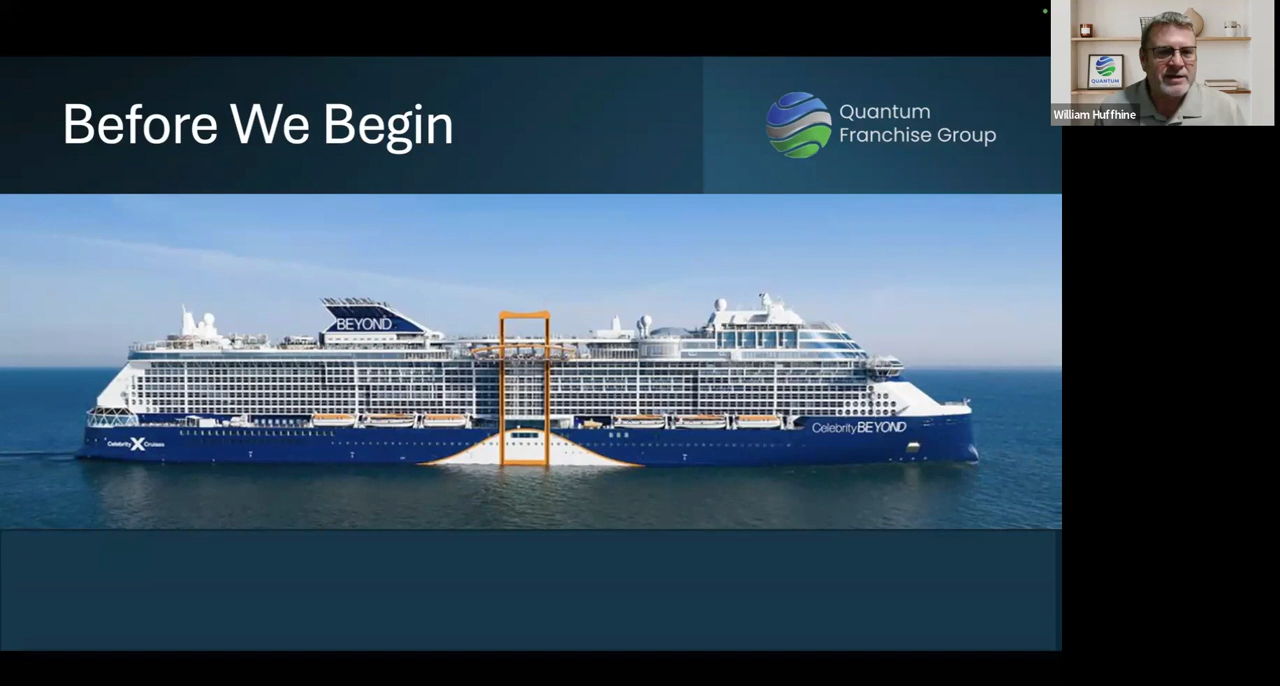 Before We Begin
Quantum
Franchise Group
QUANTUM
William Huffhine
BEYOND
Celebrity X Cruises
Celebrity BEYOND